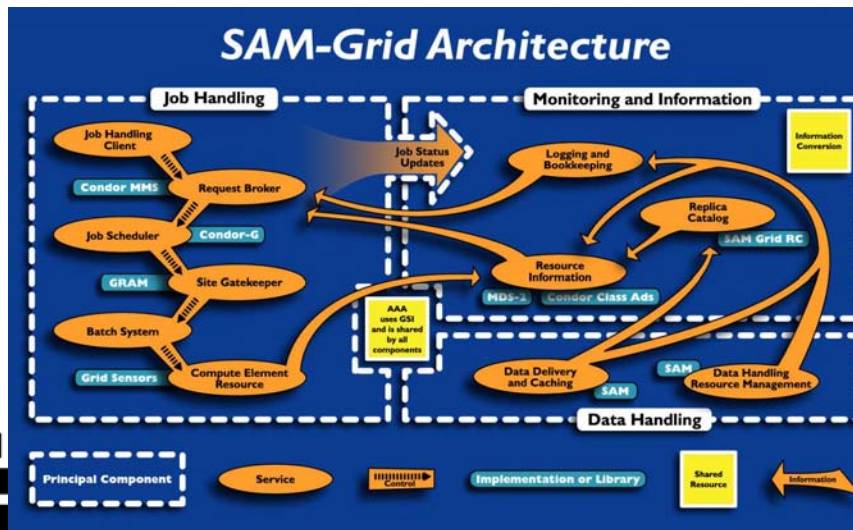 SAM-Grid Architecture
Job Handling
Monitoring and Information
Job Handling
Client
Condor MMS
Request Broker
Job Scheduler
Condor-G
GRAM
Site Gatekeeper
Batch System
Grid Sensors
Compute Element
Resource
Job Status
Updates
Logging and
Bookkeeping
Information
Conversion
Replica
Catalog
SAM Grid RC
Resource
Information
MDS-2
Condor Class Ads
AAA
uses GSI
and is shared
by all
components
Data Delivery
and Caching
SAM
SAM
Data Handling
Resource Management
Data Handling
Principal Component
Service
Control
Implementation or Library
Shared
Resource
Information